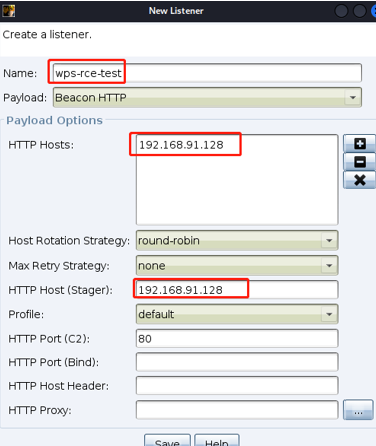 New Listener
Create a listener.
Name: wps-rce-test
Payload: Beacon HTTP
Payload Options
HTTP Hosts: 192.168.91.128
Host Rotation Strategy: round-robin
Max Retry Strategy: none
HTTP Host (Stager): 192.168.91.128
Profile: default
HTTP Port (C2): 80
HTTP Port (Bind):
HTTP Host Header:
HTTP Proxy: ...
Save Help